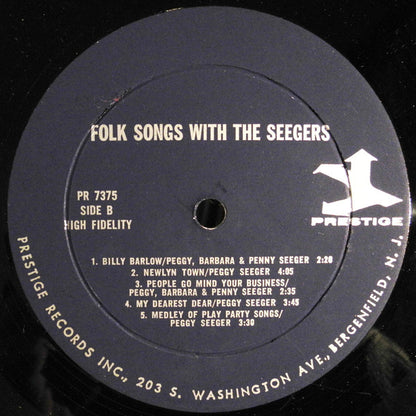 FOLK SONGS WITH THE SEEGERS
PR 7375
SIDE B
HIGH FIDELITY
PRESTIGE
1. BILLY BARLOW/PEGGY, BARBARA & PENNY SEEGER 2:20
2. NEWLYN TOWN/PEGGY SEEGER 4:05
3. PEOPLE GO MIND YOUR BUSINESS/
PEGGY, BARBARA & PENNY SEEGER 2:35
4. MY DEAREST DEAR/PEGGY SEEGER 3:45
5. MEDLEY OF PLAY PARTY SONGS/
PEGGY SEEGER 3:30
PRESTIGE RECORDS INC., 203 S. WASHINGTON AVE., BERGENFIELD, N. J.